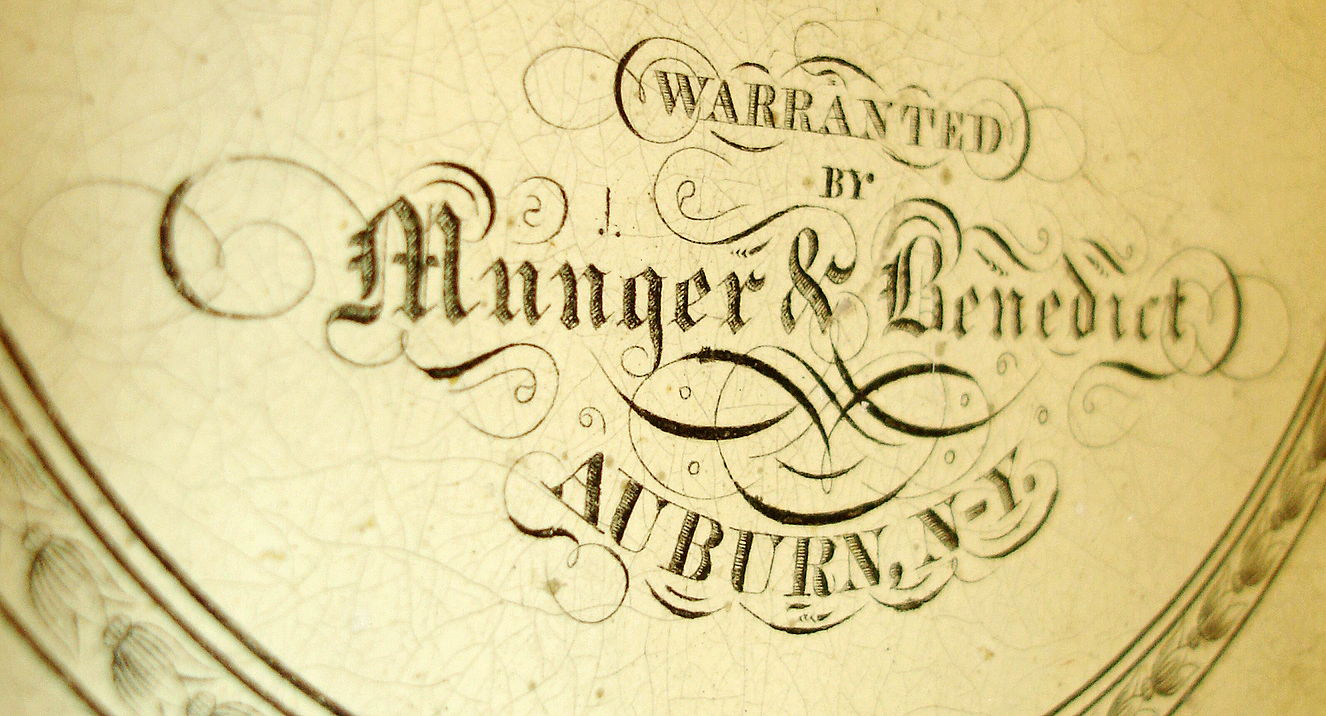 WARRANTED
BY
Munger & Benedict
AUBURN, N-Y.